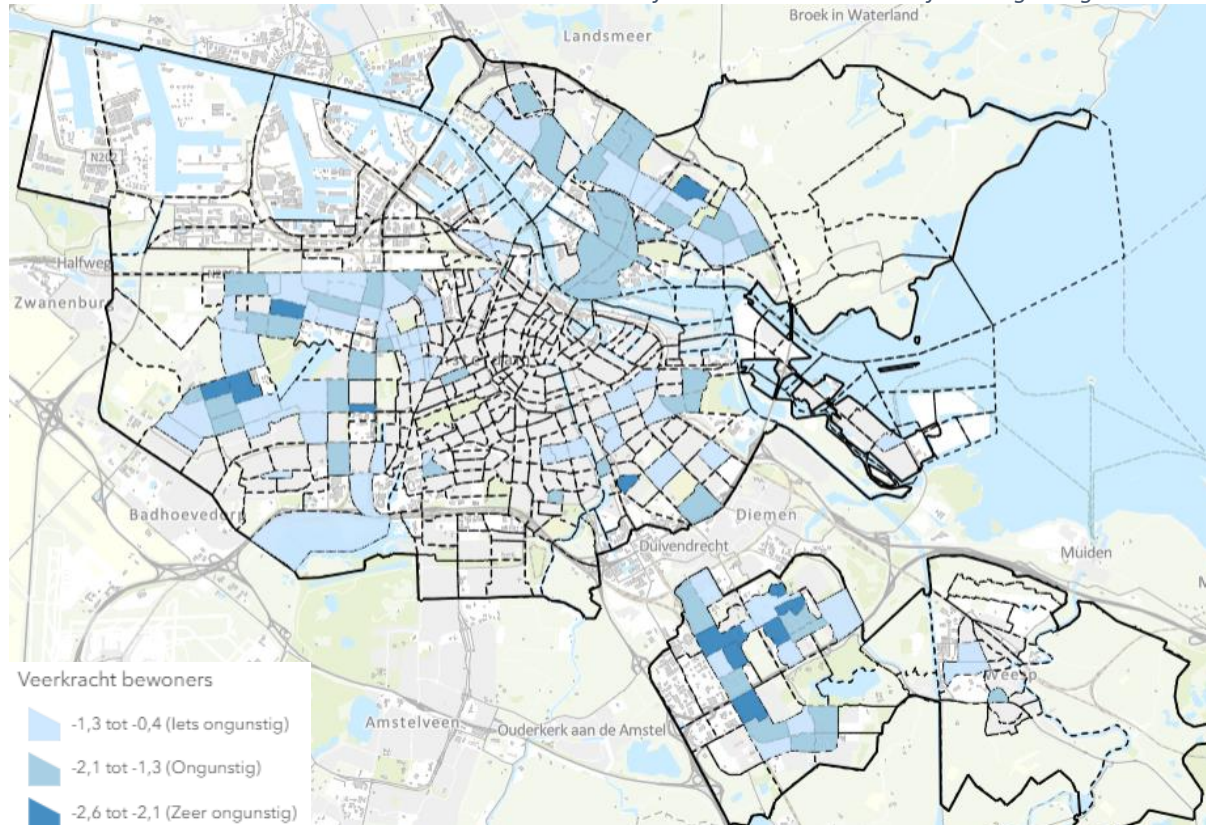 Broek in Waterland
Landsmeer
N202
Halfweg
Zwanenbur
Badhoevedorp
Diemen
Duivendrecht
Muiden
Weesp
Amstelveen
Ouderkerk aan de Amstel
Veerkracht bewoners
-1,3 tot -0,4 (Iets ongunstig)
-2,1 tot -1,3 (Ongunstig)
-2,6 tot -2,1 (Zeer ongunstig)